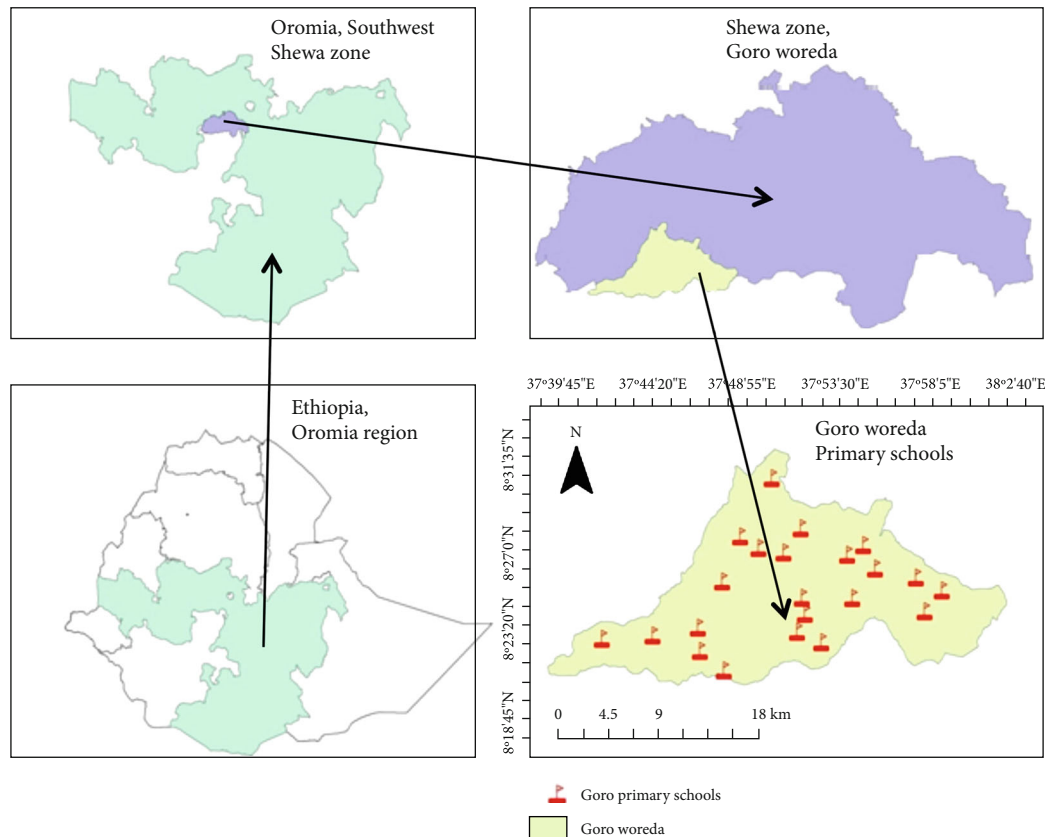 Oromia, Southwest
Shewa zone
Shewa zone,
Goro woreda
Ethiopia,
Oromia region
37°39'45"E 37°44'20"E 37°48'55"E 37°53'30"E 37°58'5"E 38°2'40"E
8°31'35"N
8°27'0"N
8°23'20"N
8°18'45"N
N
Goro woreda
Primary schools
0 4.5 9 18 km
Goro primary schools
Goro woreda